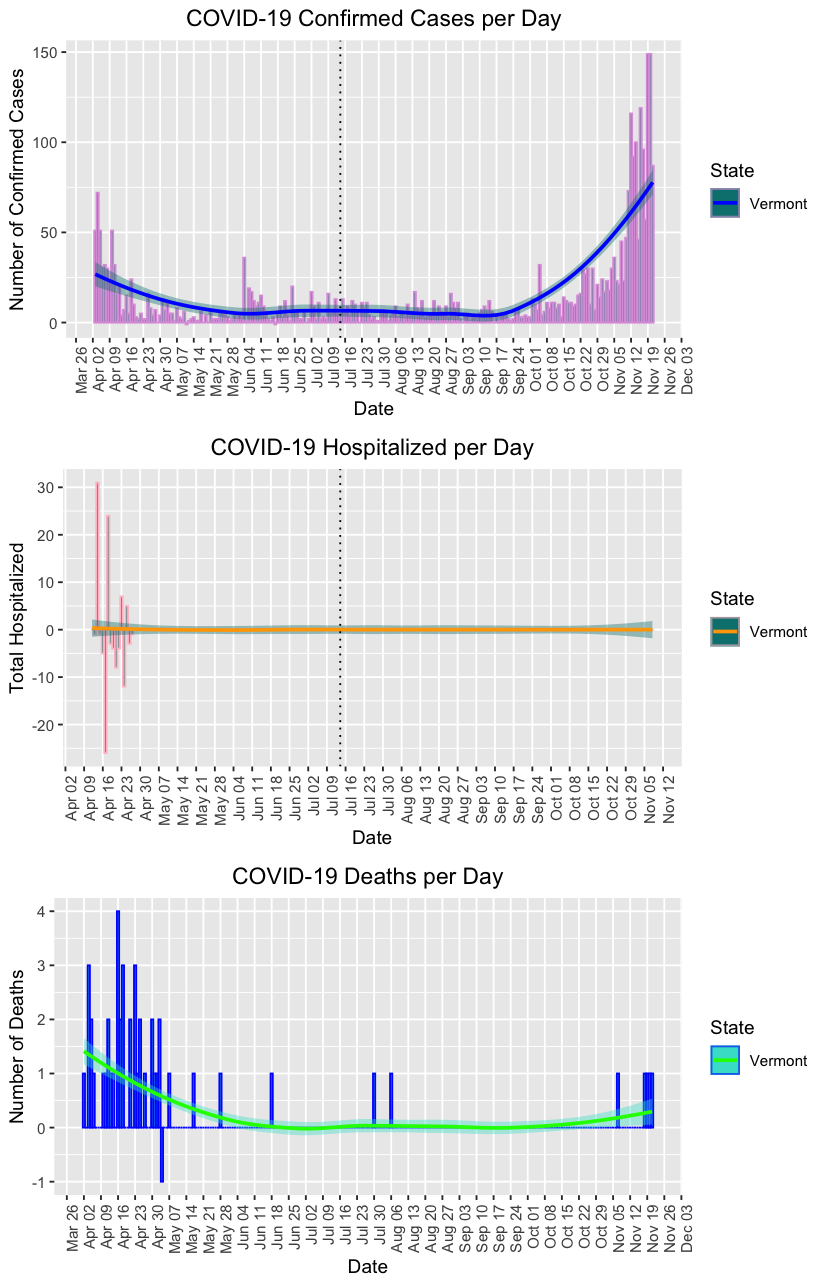 COVID-19 Confirmed Cases per Day
Number of Confirmed Cases
150
100
50
0
Mar 26
Apr 02
Apr 09
Apr 16
Apr 23
Apr 30
May 07
May 14
May 21
May 28
Jun 04
Jun 11
Jun 18
Jun 25
Jul 02
Jul 09
Jul 16
Jul 23
Jul 30
Aug 06
Aug 13
Aug 20
Aug 27
Sep 03
Sep 10
Sep 17
Sep 24
Oct 01
Oct 08
Oct 15
Oct 22
Oct 29
Nov 05
Nov 12
Nov 19
Nov 26
Dec 03
Date
State
Vermont
COVID-19 Hospitalized per Day
Total Hospitalized
30
20
10
0
-10
-20
Apr 02
Apr 09
Apr 16
Apr 23
Apr 30
May 07
May 14
May 21
May 28
Jun 04
Jun 11
Jun 18
Jun 25
Jul 02
Jul 09
Jul 16
Jul 23
Jul 30
Aug 06
Aug 13
Aug 20
Aug 27
Sep 03
Sep 10
Sep 17
Sep 24
Oct 01
Oct 08
Oct 15
Oct 22
Oct 29
Nov 05
Nov 12
Date
State
Vermont
COVID-19 Deaths per Day
Number of Deaths
4
3
2
1
0
-1
Mar 26
Apr 02
Apr 09
Apr 16
Apr 23
Apr 30
May 07
May 14
May 21
May 28
Jun 04
Jun 11
Jun 18
Jun 25
Jul 02
Jul 09
Jul 16
Jul 23
Jul 30
Aug 06
Aug 13
Aug 20
Aug 27
Sep 03
Sep 10
Sep 17
Sep 24
Oct 01
Oct 08
Oct 15
Oct 22
Oct 29
Nov 05
Nov 12
Nov 19
Nov 26
Dec 03
Date
State
Vermont